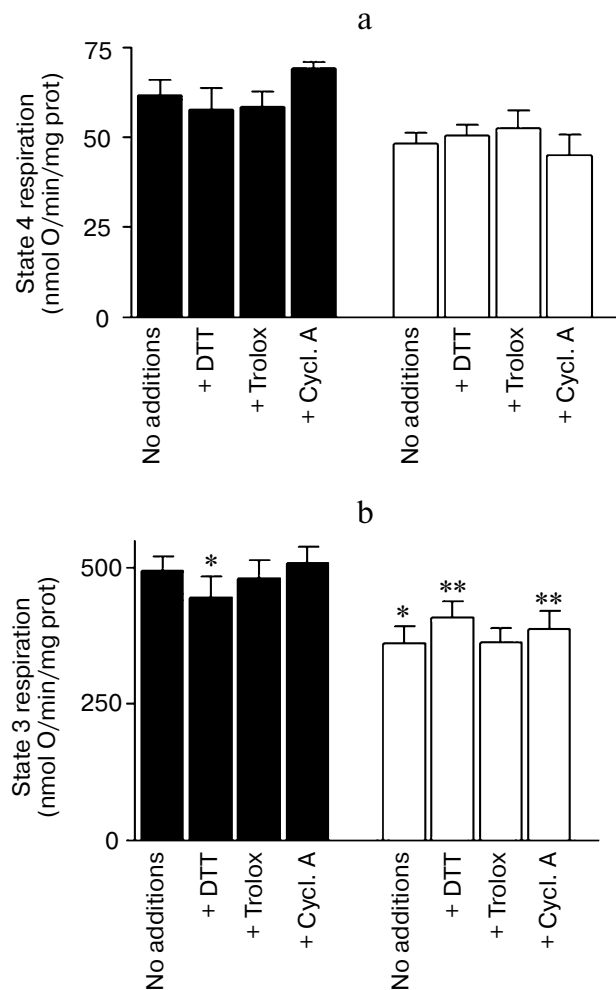 a
State 4 respiration
(nmol O/min/mg prot)
75
50
25
0
No additions
+ DTT
+ Trolox
+ Cycl. A
No additions
+ DTT
+ Trolox
+ Cycl. A
b
State 3 respiration
(nmol O/min/mg prot)
500
250
0
*
*
**
**
No additions
+ DTT
+ Trolox
+ Cycl. A
No additions
+ DTT
+ Trolox
+ Cycl. A